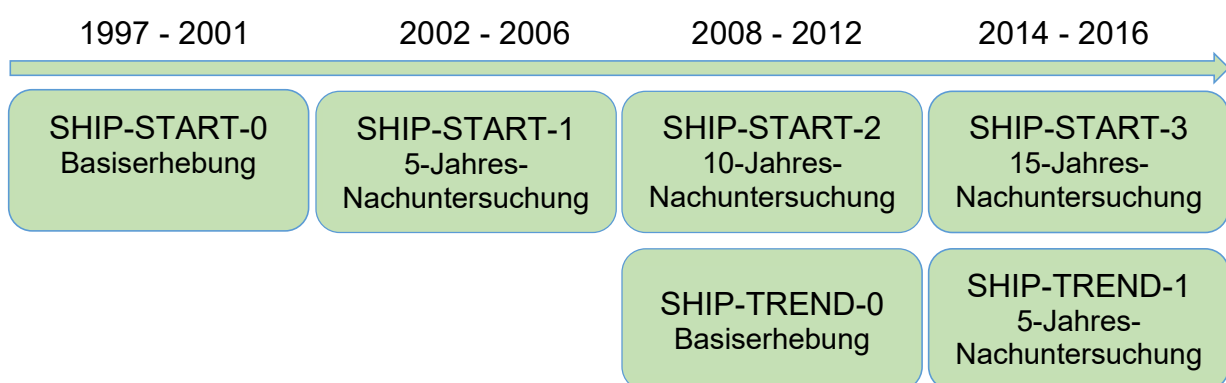 1997 - 2001
2002 - 2006
2008 - 2012
2014 - 2016
SHIP-START-0
Basiserhebung
SHIP-START-1
5-Jahres-
Nachuntersuchung
SHIP-START-2
10-Jahres-
Nachuntersuchung
SHIP-START-3
15-Jahres-
Nachuntersuchung
SHIP-TREND-0
Basiserhebung
SHIP-TREND-1
5-Jahres-
Nachuntersuchung